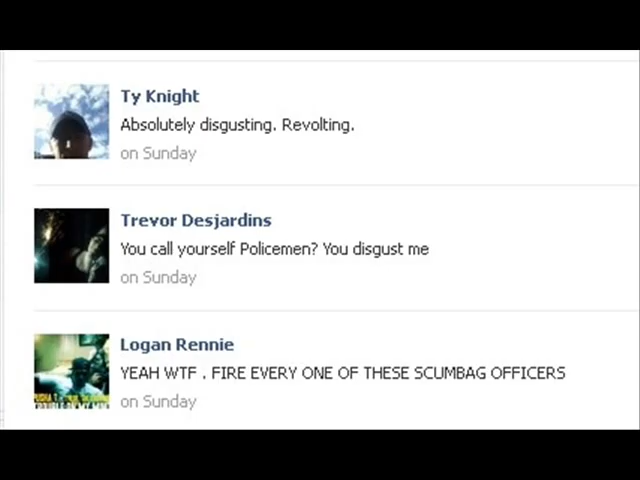 Ty Knight
Absolutely disgusting. Revolting.
on Sunday
Trevor Desjardins
You call yourself Policemen? You disgust me
on Sunday
Logan Rennie
YEAH WTF . FIRE EVERY ONE OF THESE SCUMBAG OFFICERS
on Sunday